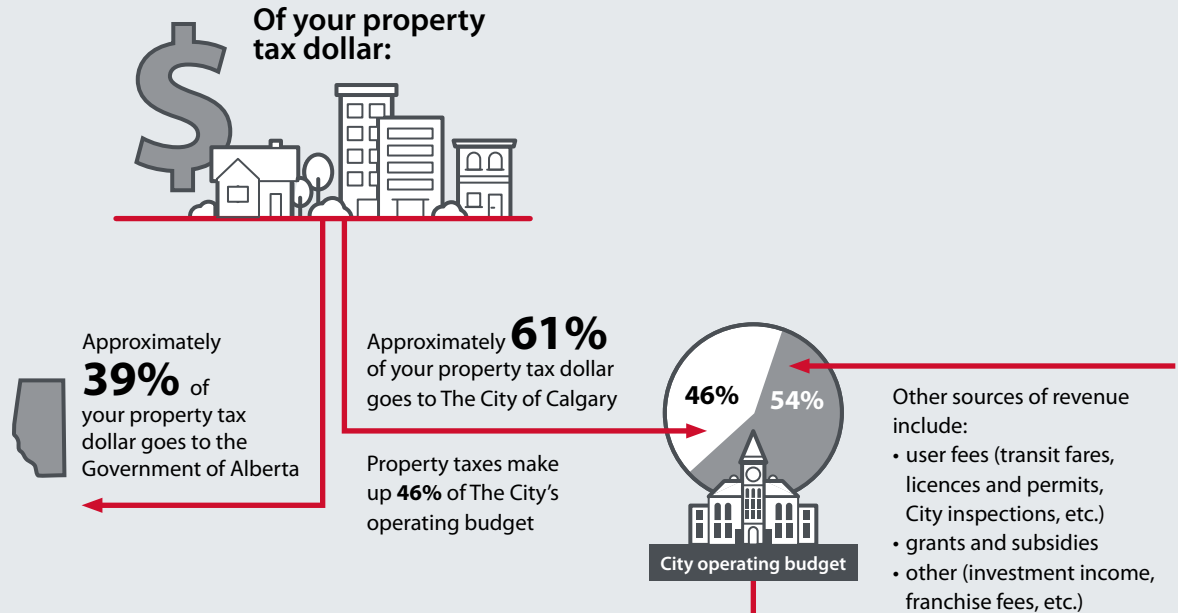 Of your property
tax dollar:
Approximately
39% of
your property tax
dollar goes to the
Government of Alberta
Approximately 61%
of your property tax dollar
goes to The City of Calgary
Property taxes make
up 46% of The City’s
operating budget
46%
54%
City operating budget
Other sources of revenue
include:
• user fees (transit fares,
licences and permits,
City inspections, etc.)
• grants and subsidies
• other (investment income,
franchise fees, etc.)